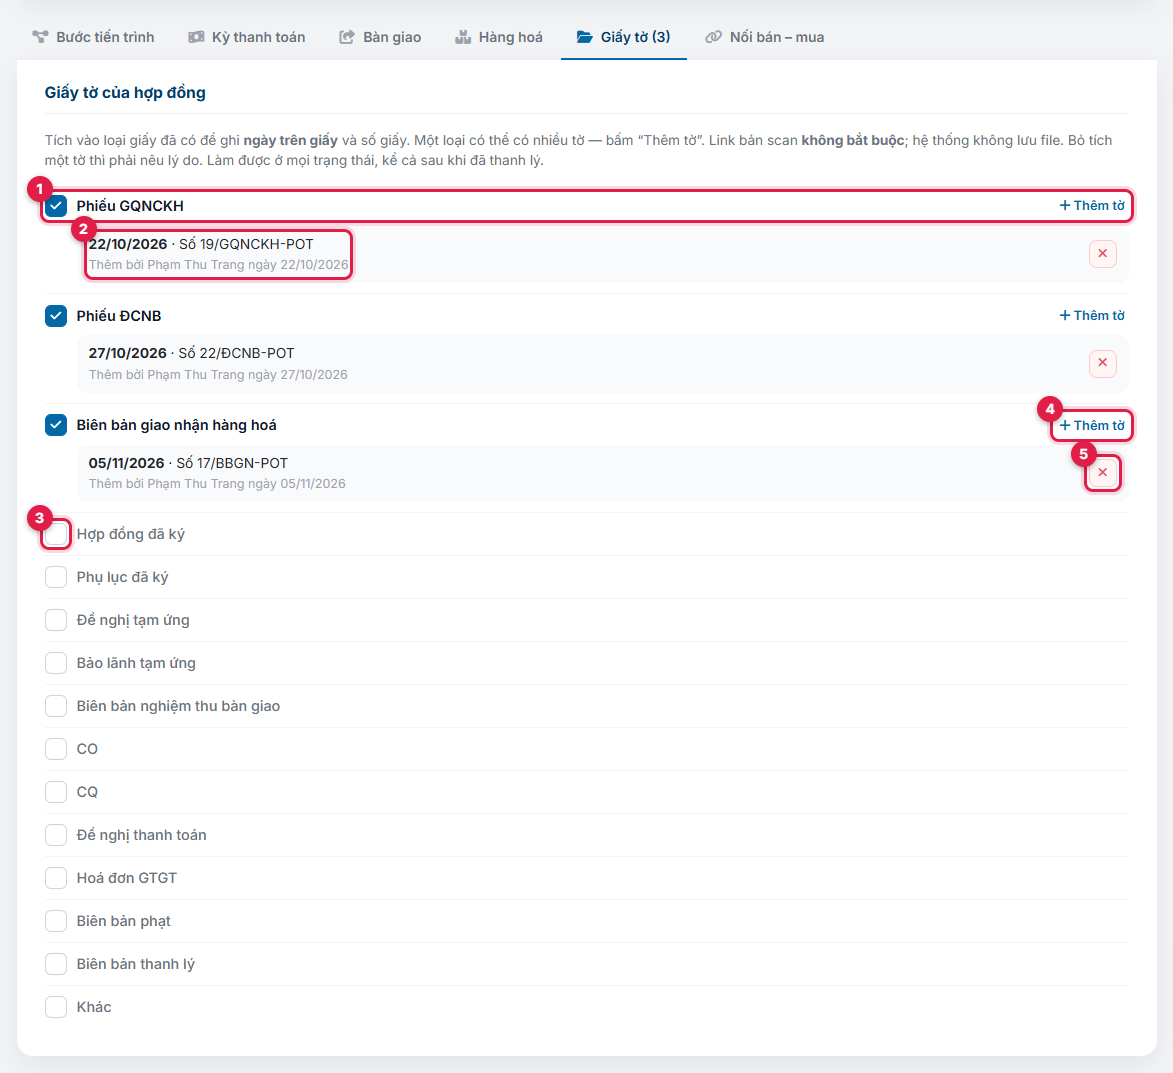 Bước tiến trình Kỳ thanh toán Bàn giao Hàng hoá Giấy tờ (3) Nối bán – mua
Giấy tờ của hợp đồng
Tích vào loại giấy đã có để ghi ngày trên giấy và số giấy. Một loại có thể có nhiều tờ — bấm “Thêm tờ”. Link bản scan không bắt buộc; hệ thống không lưu file. Bỏ tích
một tờ thì phải nêu lý do. Làm được ở mọi trạng thái, kể cả sau khi đã thanh lý.
1
Phiếu GQNCKH + Thêm tờ
2
22/10/2026 · Số 19/GQNCKH-POT
Thêm bởi Phạm Thu Trang ngày 22/10/2026
Phiếu ĐCNB + Thêm tờ
27/10/2026 · Số 22/ĐCNB-POT
Thêm bởi Phạm Thu Trang ngày 27/10/2026
4
Biên bản giao nhận hàng hoá + Thêm tờ
5
05/11/2026 · Số 17/BBGN-POT
Thêm bởi Phạm Thu Trang ngày 05/11/2026
3
Hợp đồng đã ký
Phụ lục đã ký
Đề nghị tạm ứng
Bảo lãnh tạm ứng
Biên bản nghiệm thu bàn giao
CO
CQ
Đề nghị thanh toán
Hoá đơn GTGT
Biên bản phạt
Biên bản thanh lý
Khác